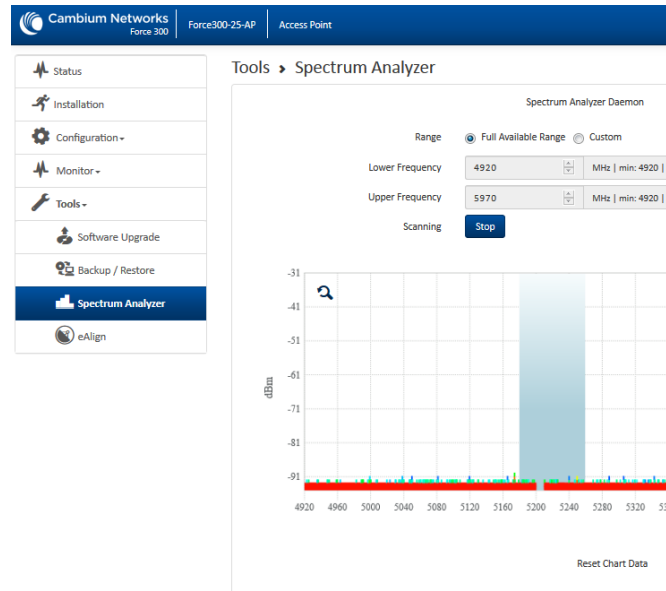 Cambium Networks
Force 300
Force300-25-AP
Access Point
Status
Installation
Configuration
Monitor
Tools
Software Upgrade
Backup / Restore
Spectrum Analyzer
eAlign
Tools > Spectrum Analyzer
Spectrum Analyzer Daemon
Range Full Available Range Custom
Lower Frequency 4920 MHz | min: 4920 |
Upper Frequency 5970 MHz | min: 4920 |
Scanning Stop
-31
-41
-51
-61
-71
-81
-91
dBm
4920 4960 5000 5040 5080 5120 5160 5200 5240 5280 5320
Reset Chart Data